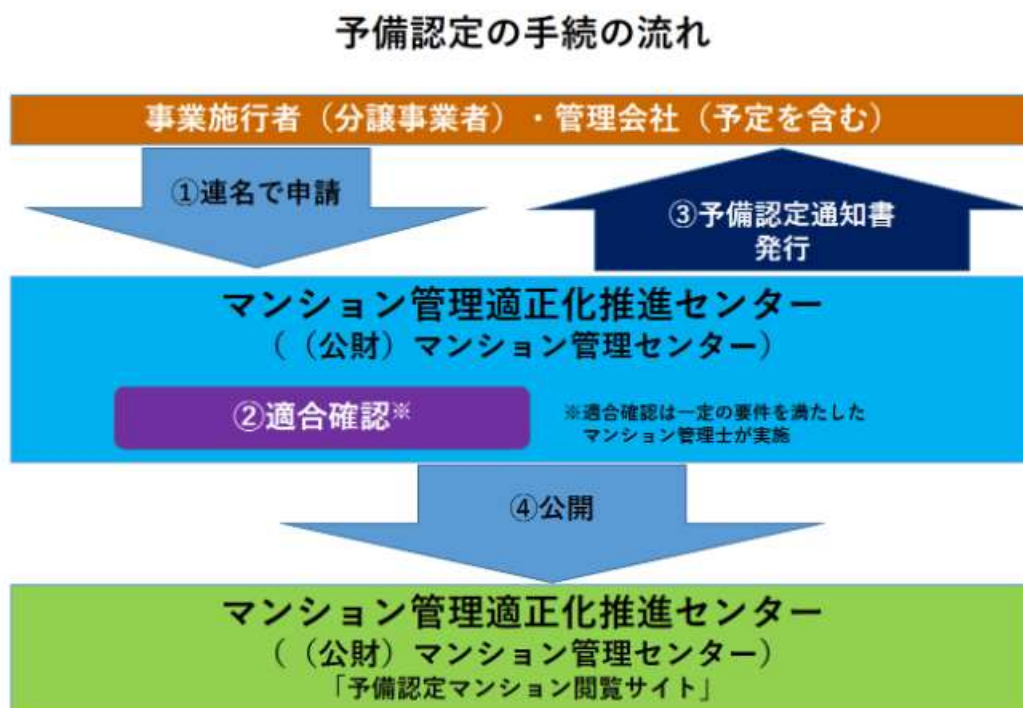 予備認定の手続の流れ
事業施行者（分譲事業者）・管理会社（予定を含む）
①連名で申請
③予備認定通知書
発行
マンション管理適正化推進センター
（（公財）マンション管理センター）
②適合確認※
※適合確認は一定の要件を満たした
マンション管理士が実施
④公開
マンション管理適正化推進センター
（（公財）マンション管理センター）
「予備認定マンション閲覧サイト」